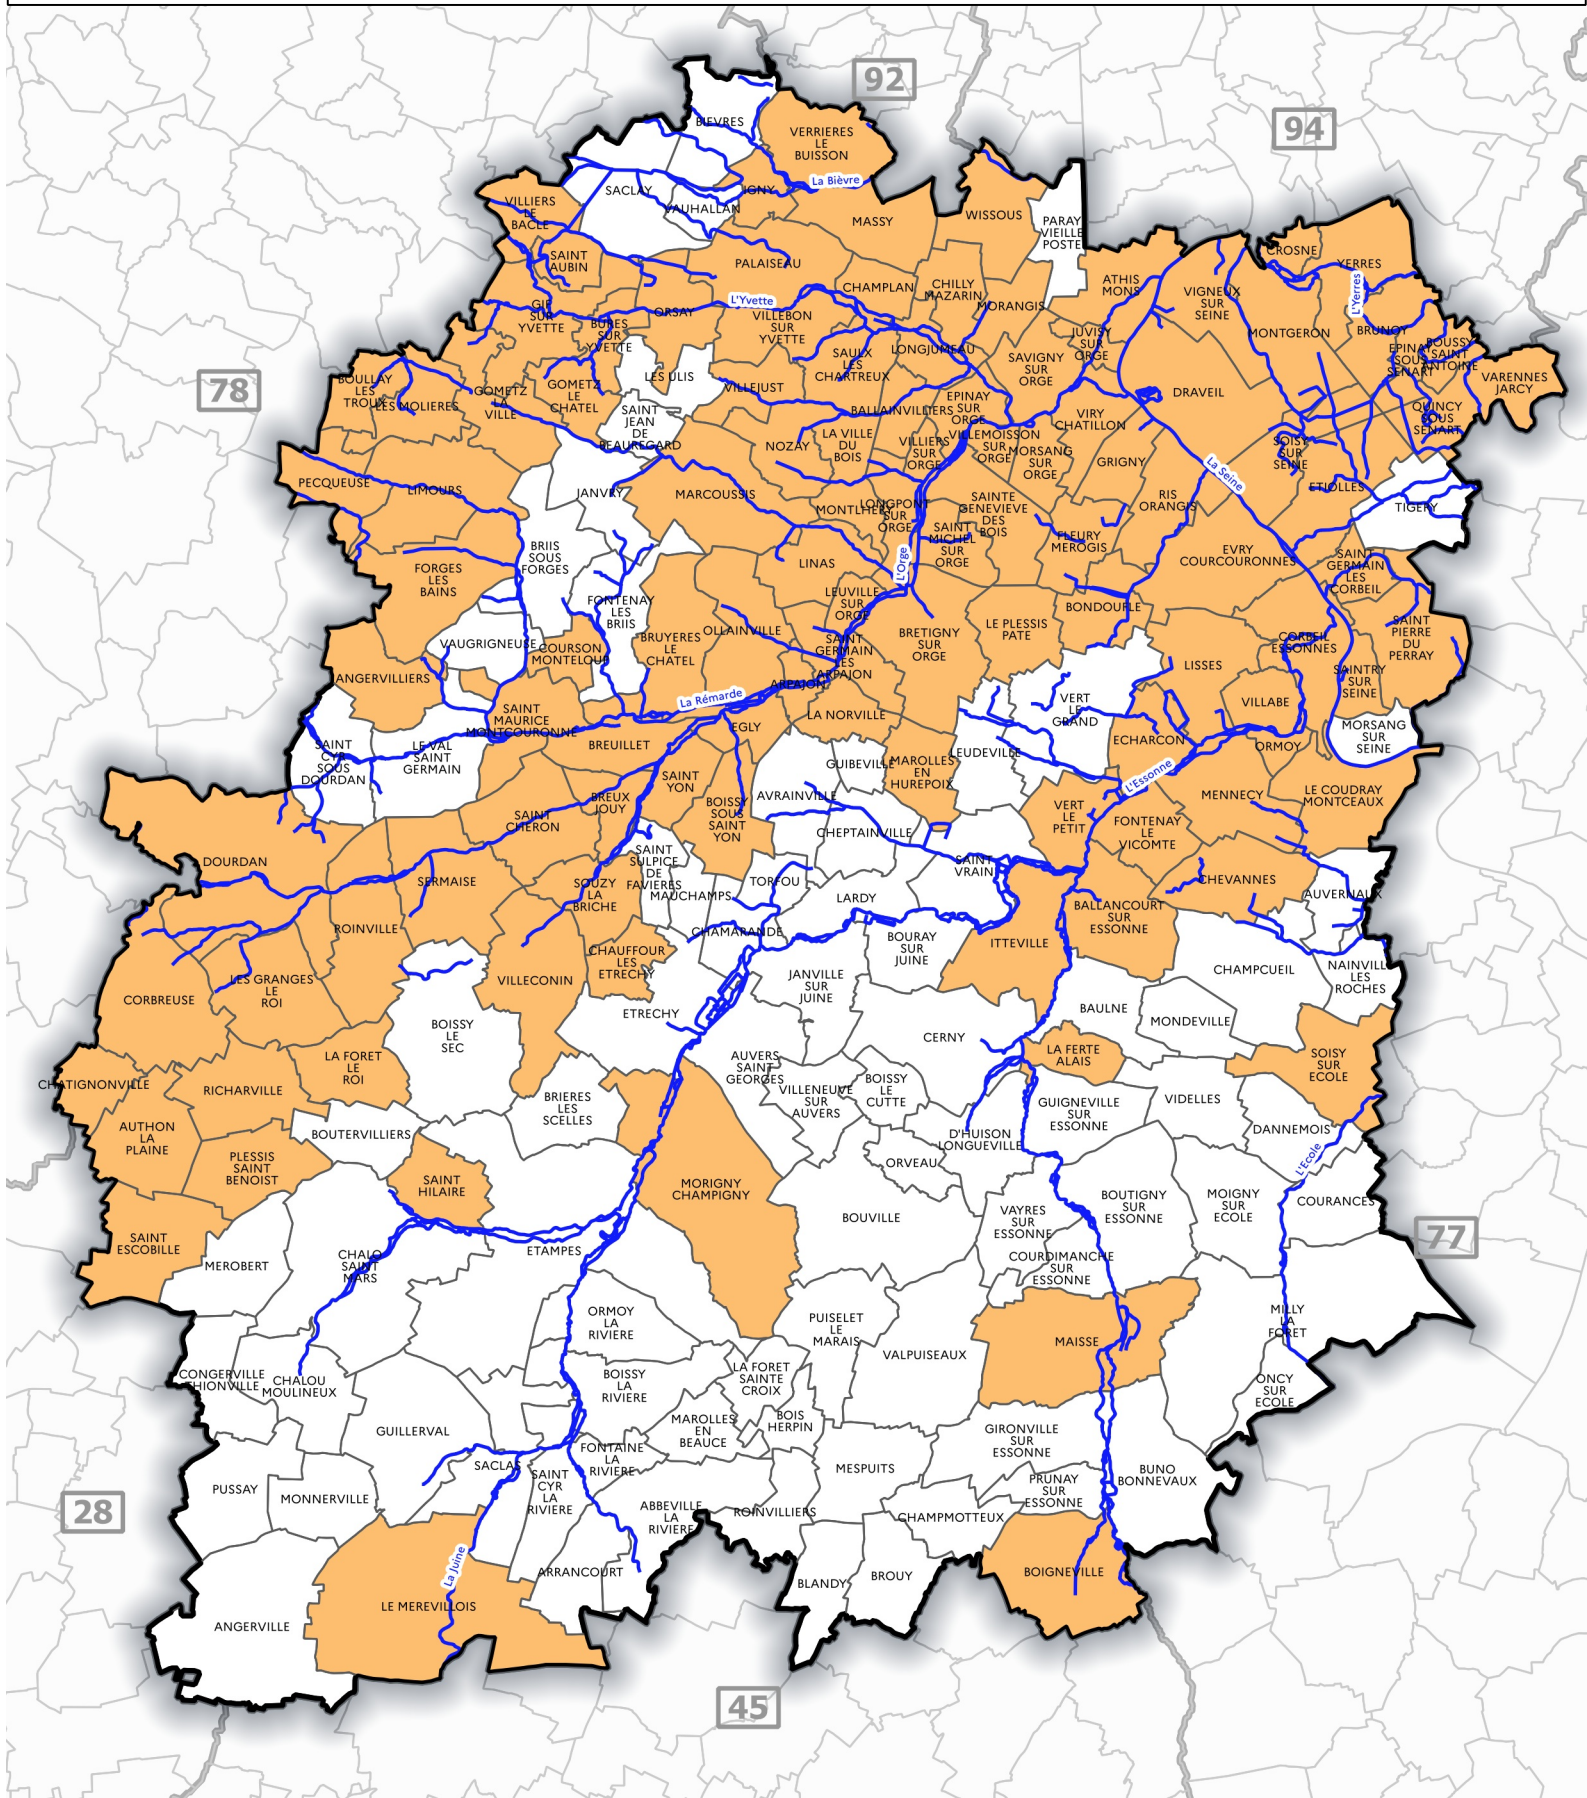 92
94
BIEVRES
VERRIERES
LE
BUISSON
La Bièvre
IGNY
SACLAY
VAUHALLAN
VILLIERS
LE
BACLE
MASSY
WISSOUS
PARAY
VIEILLE
POSTE
SAINT
AUBIN
PALAISEAU
CROSNE
YERRES
L'Yerres
CHAMPLAN
CHILLY
MAZARIN
ATHIS
MONS
VIGNEUX
SUR
SEINE
MORANGIS
GIF
SUR
YVETTE
L'Yvette
ORSAY
BURES
SUR
YVETTE
VILLEBON
SUR
YVETTE
MONTGERON
BRUNOY
JUVISY
SUR
ORGE
EPINAY
SOUS
SENART
BOUSSY
SAINT
ANTOINE
VARENNES
JARCY
SAULX
LES
CHARTREUX
LONGJUMEAU
SAVIGNY
SUR
ORGE
78
BOULLAY
LES
TROUX
LES MOLIERES
GOMETZ
LA
VILLE
GOMETZ
LE
CHATEL
LES ULIS
VILLEJUST
DRAVEIL
QUINCY
SOUS
SENART
SAINT
JEAN
DE
BEAUREGARD
BALLAINVILLIERS
EPINAY
SUR
ORGE
VIRY
CHATILLON
NOZAY
LA VILLE
DU
BOIS
VILLIERS
SUR
ORGE
VILLEMOISSON
SUR
ORGE
MORSANG
SUR
ORGE
GRIGNY
La Seine
SOISY
SUR
SEINE
ETIOLLES
TIGERY
PECQUEUSE
LIMOURS
JANVRY
MARCOUSSIS
MONTLHERY
LONGPONT
SUR
ORGE
SAINTE
GENEVIEVE
DES
BOIS
RIS
ORANGIS
SAINT
MICHEL
SUR
ORGE
FLEURY
MEROGIS
EVRY
COURCOURONNES
SAINT
GERMAIN
LES
CORBEIL
BRIIS
SOUS
FORGES
FORGES
LES
BAINS
LINAS
L'Orge
LEUVILLE
SUR
ORGE
FONTENAY
LES
BRIIS
BONDOUFLE
LE PLESSIS
PATE
BRETIGNY
SUR
ORGE
OLLAINVILLE
BRUYERES
LE
CHATEL
SAINT
GERMAIN
LES
ARPAJON
ARPAJON
CORBEIL
ESSONNES
SAINT
PIERRE
DU
PERRAY
VAUGRIGNEUSE
COURSON
MONTELOUP
LISSES
SAINTRY
SUR
SEINE
ANGERVILLIERS
La Rémarde
VILLABE
VERT
LE
GRAND
SAINT
MAURICE
MONTCOURONNE
LA NORVILLE
EGLY
BREUILLET
ECHARCON
ORMOY
MORSANG
SUR
SEINE
SAINT
CYR
SOUS
DOURDAN
LE VAL
SAINT
GERMAIN
LEUDEVILLE
GUIBEVILLE
MAROLLES
EN
HUREPOIX
L'Essonne
SAINT
YON
AVRAINVILLE
BREUX
JOUY
BOISSY
SOUS
SAINT
YON
MENNECY
LE COUDRAY
MONTCEAUX
VERT
LE
PETIT
FONTENAY
LE
VICOMTE
SAINT
CHERON
CHEPTAINVILLE
DOURDAN
SAINT
SULPICE
DE
FAVIERES
MAUCHAMPS
SAINT
VRAIN
SERMAISE
TORFOU
LARDY
SOUZY
LA
BRICHE
CHEVANNES
AUVERNAUX
BALLANCOURT
SUR
ESSONNE
ROINVILLE
CHAMARANDE
ITTEVILLE
BOURAY
SUR
JUINE
CHAUFFOUR
LES
ETRECHY
CHAMPCUEIL
NAINVILLE
LES
ROCHES
LES GRANGES
LE
ROI
VILLECONIN
JANVILLE
SUR
JUINE
CORBREUSE
ETRECHY
BAULNE
MONDEVILLE
BOISSY
LE
SEC
CERNY
LA FERTE
ALAIS
SOISY
SUR
ECOLE
LA FORET
LE
ROI
AUVERS
SAINT
GEORGES
CHATIGNONVILLE
RICHARVILLE
VILLENEUVE
SUR
AUVERS
BOISSY
LE
CUTTE
BRIERES
LES
SCELLES
GUIGNEVILLE
SUR
ESSONNE
VIDELLES
DANNEMOIS
AUTHON
LA
PLAINE
BOUTERVILLIERS
D'HUISON
LONGUEVILLE
L'Ecole
ORVEAU
PLESSIS
SAINT
BENOIST
SAINT
HILAIRE
MORIGNY
CHAMPIGNY
BOUVILLE
VAYRES
SUR
ESSONNE
BOUTIGNY
SUR
ESSONNE
MOIGNY
SUR
ECOLE
COURANCES
77
SAINT
ESCOBILLE
MEROBERT
CHALO
SAINT
MARS
ETAMPES
COURDIMANCHE
SUR
ESSONNE
ORMOY
LA
RIVIERE
PUISELET
LE
MARAIS
VALPUISEAUX
MAISSE
MILLY
LA
FORET
CONGERVILLE
THIONVILLE
CHALOU
MOULINEUX
BOISSY
LA
RIVIERE
LA FORET
SAINTE
CROIX
ONCY
SUR
ECOLE
GUILLERVAL
MAROLLES
EN
BEAUCE
BOIS
HERPIN
GIRONVILLE
SUR
ESSONNE
FONTAINE
LA
RIVIERE
SACLAS
MESPUITS
BUNO
BONNEVAUX
PUSSAY
MONNERVILLE
SAINT
CYR
LA
RIVIERE
PRUNAY
SUR
ESSONNE
28
ABBEVILLE
LA
RIVIERE
ROINVILLIERS
CHAMPMOTTEUX
La Juine
ARRANCOURT
BLANDY
BROUY
BOIGNEVILLE
LE MEREVILLOIS
ANGERVILLE
45